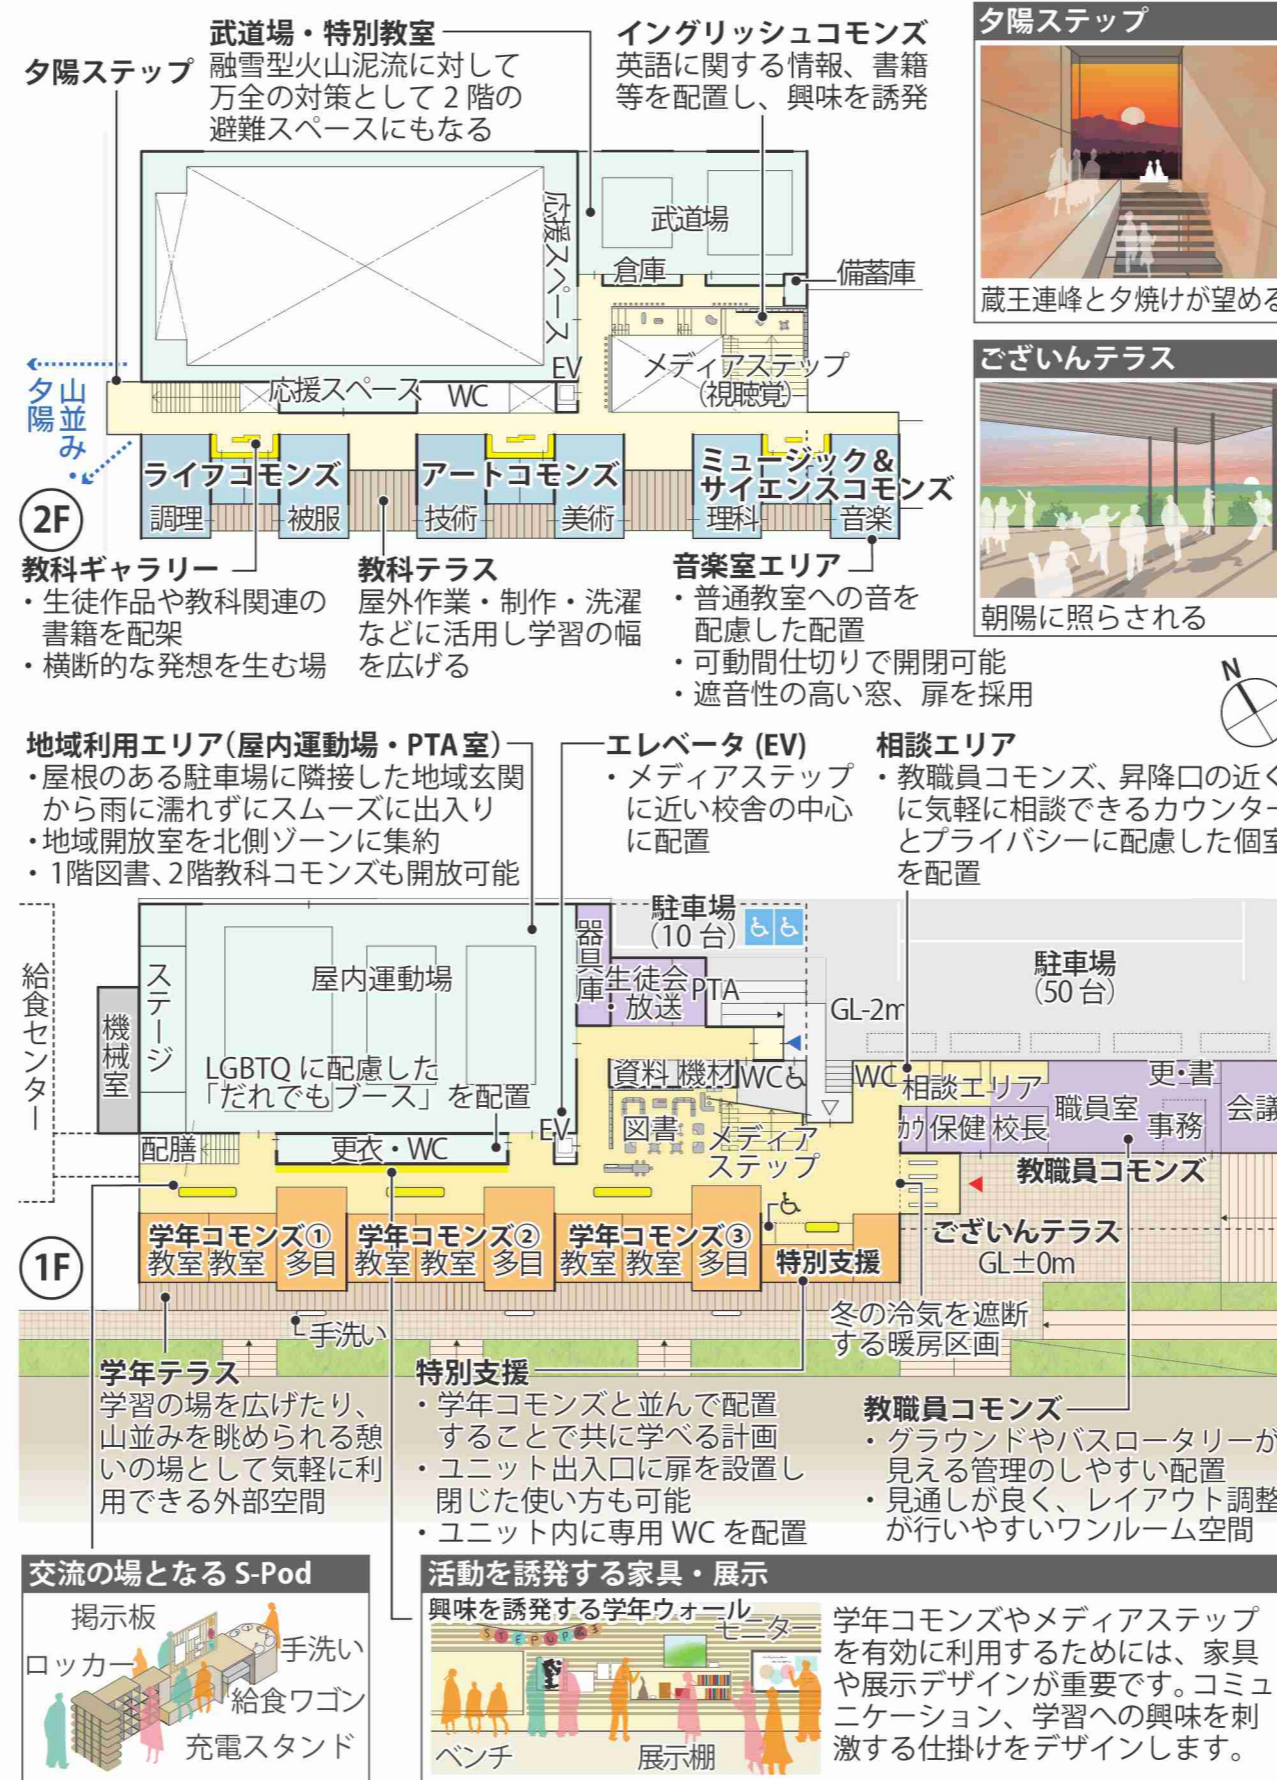 武道場・特別教室
融雪型火山泥流に対して
万全の対策として2階の
避難スペースにもなる
夕陽ステップ
イングリッシュコモンズ
英語に関する情報、書籍
等を配置し、興味を誘発
応援スペース
武道場
倉庫
備蓄庫
EV
メディアステップ
(視聴覚)
応援スペース
WC
山並み・
夕陽
ライフコモンズ
アートコモンズ
ミュージック&
サイエンスコモンズ
調理
被服
技術
美術
理科
音楽
2F
教科ギャラリー
・生徒作品や教科関連の
書籍を配架
・横断的な発想を生む場
教科テラス
屋外作業・制作・洗濯
などに活用し学習の幅
を広げる
音楽室エリア
・普通教室への音を
配慮した配置
・可動間仕切りで開閉可能
・遮音性の高い窓、扉を採用
夕陽ステップ
蔵王連峰と夕焼けが望める
ございんテラス
朝陽に照らされる
N
地域利用エリア(屋内運動場・PTA室)
・屋根のある駐車場に隣接した地域玄関
から雨に濡れずにスムーズに出入り
・地域開放室を北側ゾーンに集約
・1階図書、2階教科コモンズも開放可能
エレベータ(EV)
・メディアステップ
に近い校舎の中心
に配置
相談エリア
・教職員コモンズ、昇降口の近く
に気軽に相談できるカウンター
とプライバシーに配慮した個室
を配置
給食センター
機械室
ステージ
屋内運動場
器具庫
生徒会・
放送
PTA
駐車場
(10台)
駐車場
(50台)
GL-2m
LGBTQに配慮した
「だれでもブース」を配置
資料
機材
WC
WC
相談エリア
更・書
職員室
事務
会議
カウ
保健
校長
配膳
更衣・WC
EV
図書
メディア
ステップ
教職員コモンズ
学年コモンズ①
学年コモンズ②
学年コモンズ③
教室
教室
多目
教室
教室
多目
教室
教室
多目
特別支援
ございんテラス
GL±0m
1F
手洗い
冬の冷気を遮断
する暖房区画
学年テラス
学習の場を広げたり、
山並みを眺められる憩
いの場として気軽に利
用できる外部空間
特別支援
・学年コモンズと並んで配置
することで共に学べる計画
・ユニット出入口に扉を設置し
閉じた使い方も可能
・ユニット内に専用WCを配置
教職員コモンズ
・グラウンドやバスロータリーが
見える管理のしやすい配置
・見通しが良く、レイアウト調整
が行いやすいワンルーム空間
交流の場となるS-Pod
掲示板
ロッカー
手洗い
給食ワゴン
充電スタンド
活動を誘発する家具・展示
興味を誘発する学年ウォール
モニター
ベンチ
展示棚
学年コモンズやメディアステップ
を有効に利用するためには、家具
や展示デザインが重要です。コミュ
ニケーション、学習への興味を刺
激する仕掛けをデザインします。